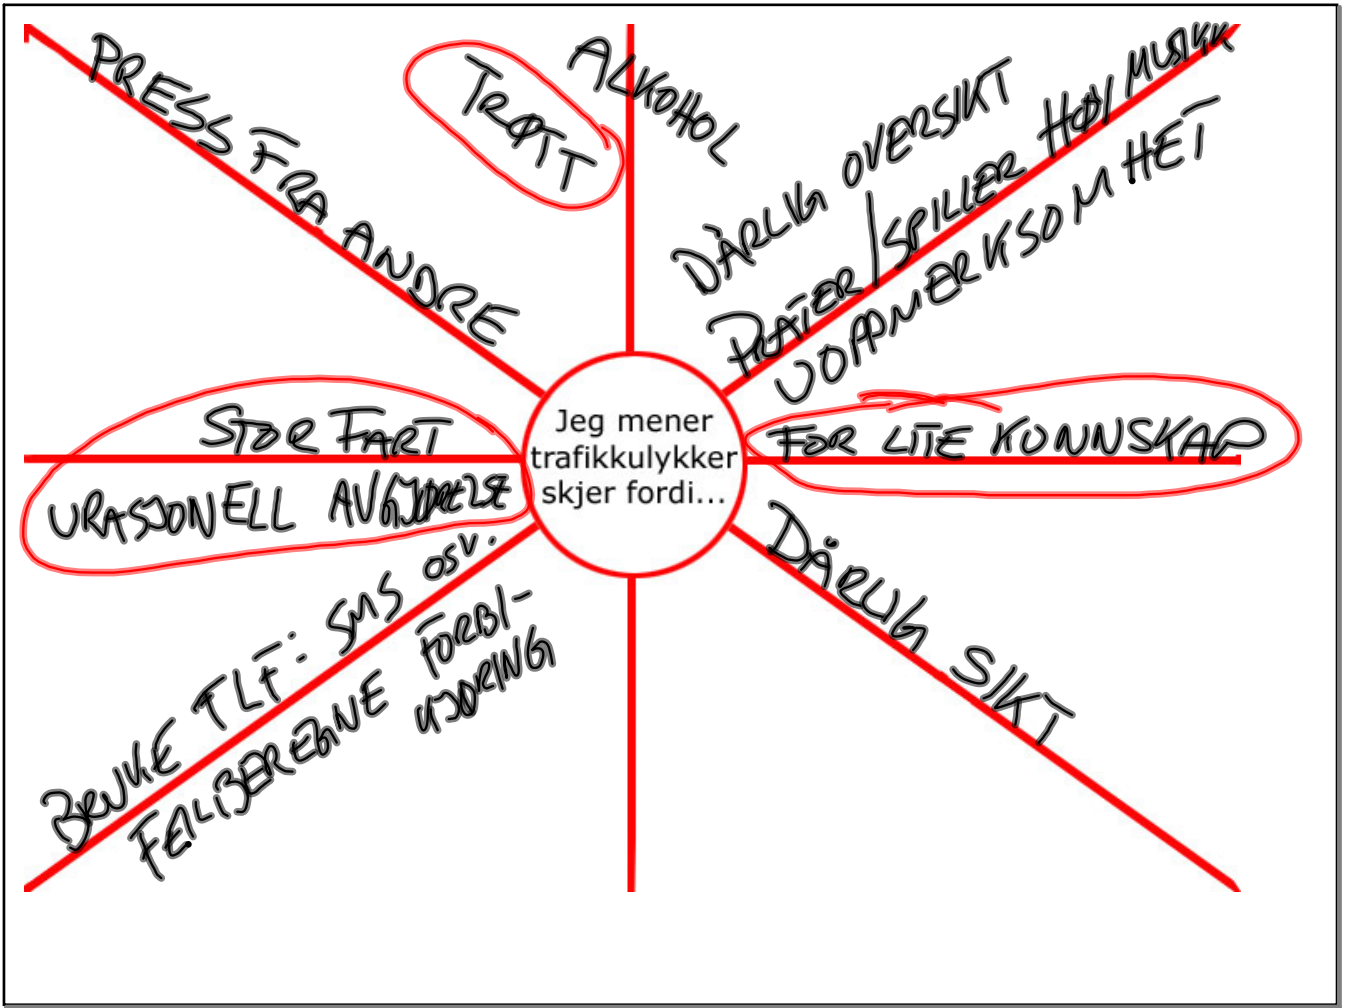 PRESS FRA ANDRE
TRØTT
ALKOHOL
DÅRLIG OVERSIKT
PRATER/SPILLER HØY MUSIKK
UOPPMERKSOMHET
STOR FART
URASJONELL AVGJØRELSE
Jeg mener
trafikkulykker
skjer fordi...
FOR LITE KUNNSKAP
BRUKE TLF: SMS OSV.
FEILBEREGNE FORBI-
KJØRING
DÅRLIG SIKT